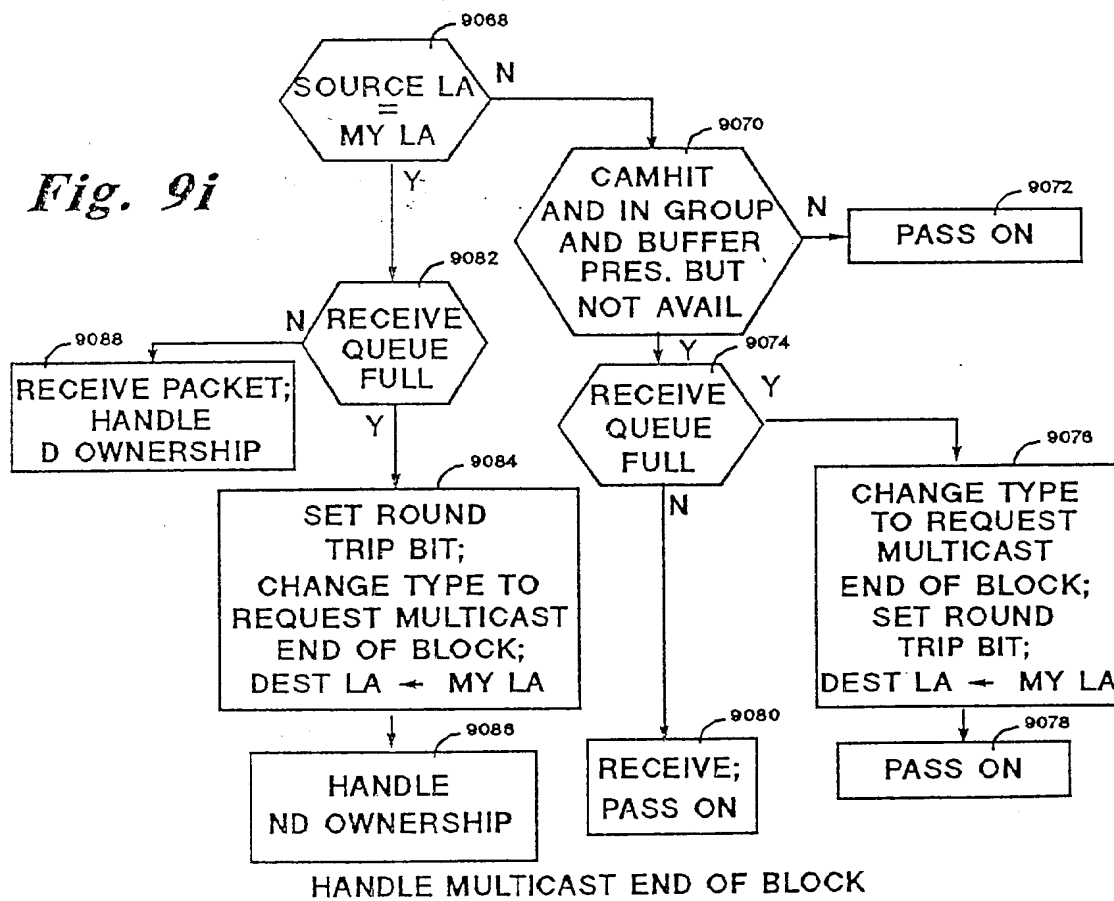 Fig. 9i
9068
SOURCE LA
=
MY LA
N
Y
9070
CAMHIT
AND IN GROUP
AND BUFFER
PRES. BUT
NOT AVAIL
N
Y
9072
PASS ON
9082
RECEIVE
QUEUE
FULL
N
Y
9088
RECEIVE PACKET;
HANDLE
D OWNERSHIP
9074
RECEIVE
QUEUE
FULL
Y
N
9084
SET ROUND
TRIP BIT;
CHANGE TYPE TO
REQUEST MULTICAST
END OF BLOCK;
DEST LA ← MY LA
9076
CHANGE TYPE
TO REQUEST
MULTICAST
END OF BLOCK;
SET ROUND
TRIP BIT;
DEST LA ← MY LA
9086
HANDLE
ND OWNERSHIP
9080
RECEIVE;
PASS ON
9078
PASS ON
HANDLE MULTICAST END OF BLOCK